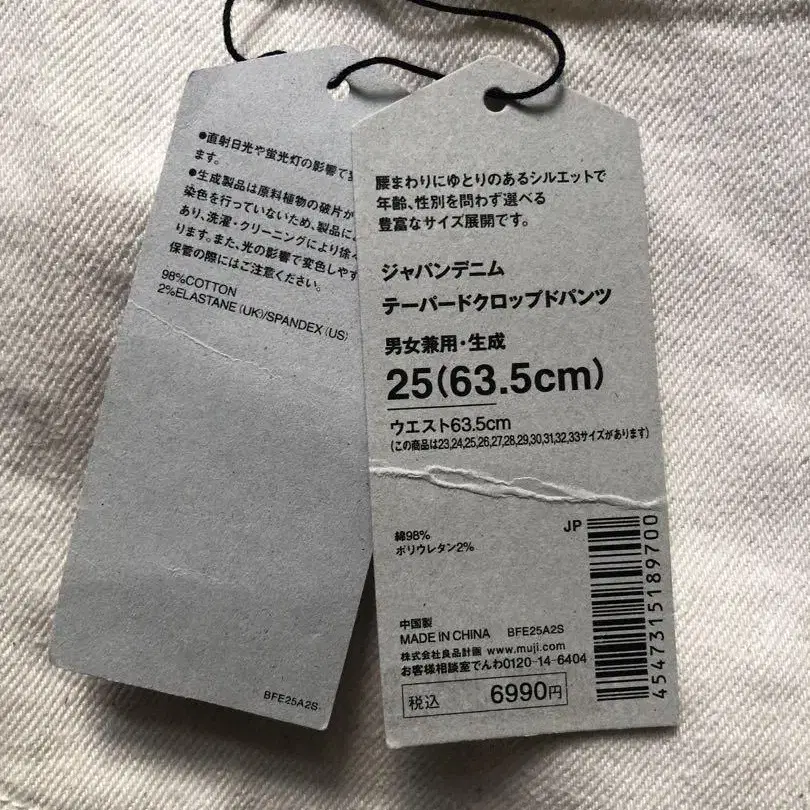 ●直射日光や蛍光灯の影響で
ます。
●生成製品は原料植物の破片が
染色を行っていないため、製品に
あり、洗濯・クリーニングにより徐
ります。また、光の影響で変色しやす
保管の際にはご注意ください。
98%COTTON
2%ELASTANE (UK)/SPANDEX (US)
BFE25A2S
腰まわりにゆとりのあるシルエットで
年齢、性別を問わず選べる
豊富なサイズ展開です。
ジャパンデニム
テーパードクロップドパンツ
男女兼用・生成
25(63.5cm)
ウエスト63.5cm
(この商品は23,24,25,26,27,28,29,30,31,32,33サイズがあります)
綿98%
ポリウレタン2%
JP
4547315189700
中国製
MADE IN CHINA BFE25A2S
株式会社良品計画 www.muji.com
お客様相談室でんわ0120-14-6404
税込 6990円